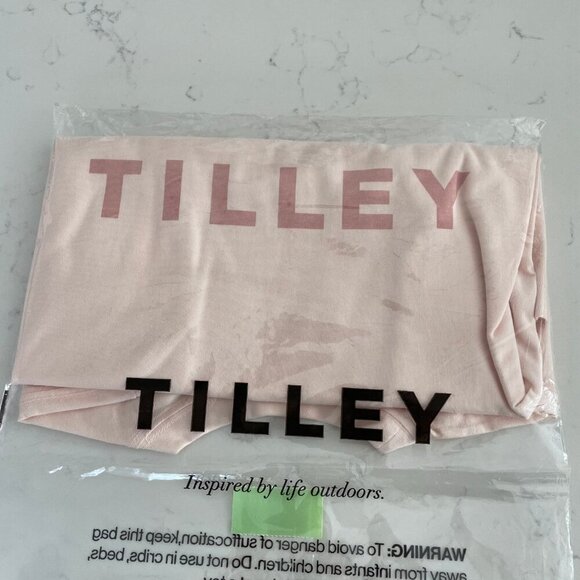 TILLEY
TILLEY
Inspired by life outdoors.
WARNING: To avoid danger of suffocation,keep this bag
away from infants and children. Do not use in cribs, beds,